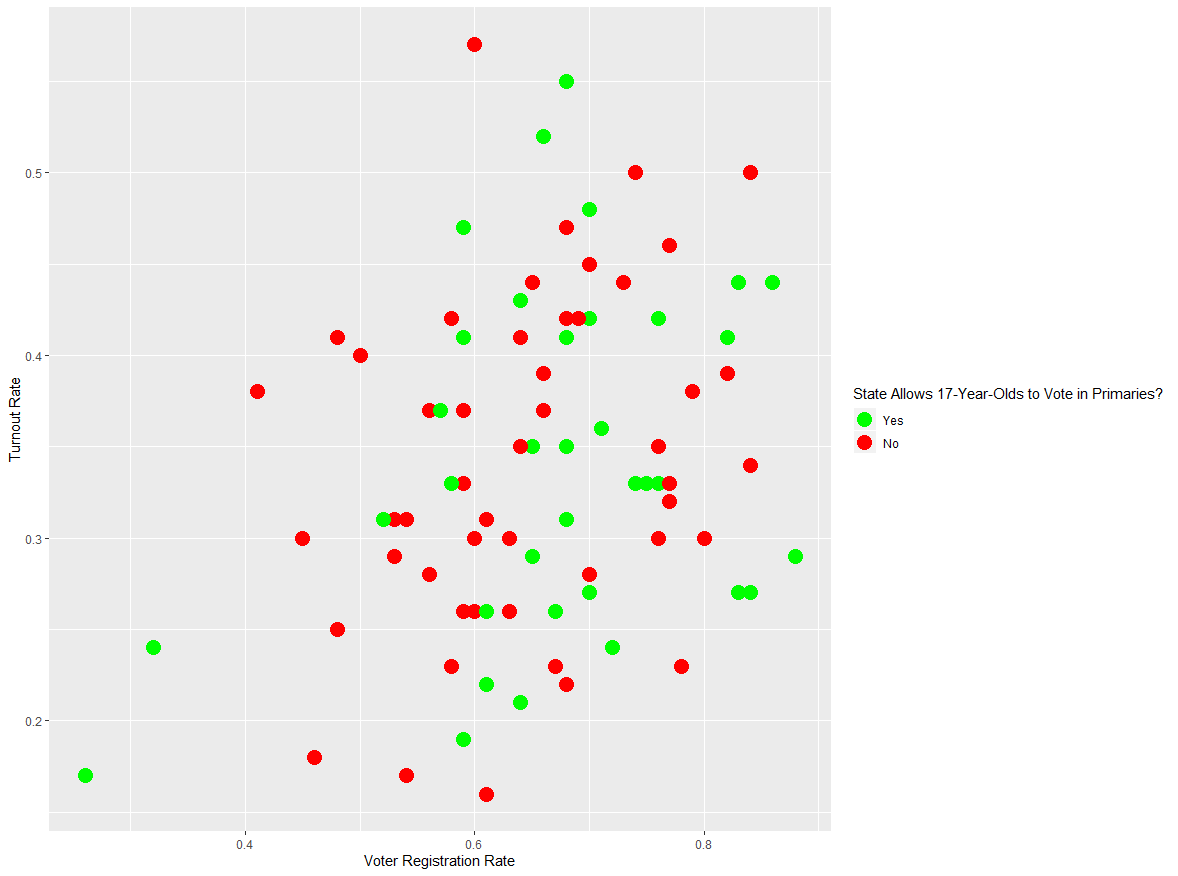 0.5
0.4
0.3
0.2
Turnout Rate
0.4
0.6
0.8
Voter Registration Rate
State Allows 17-Year-Olds to Vote in Primaries?
Yes
No